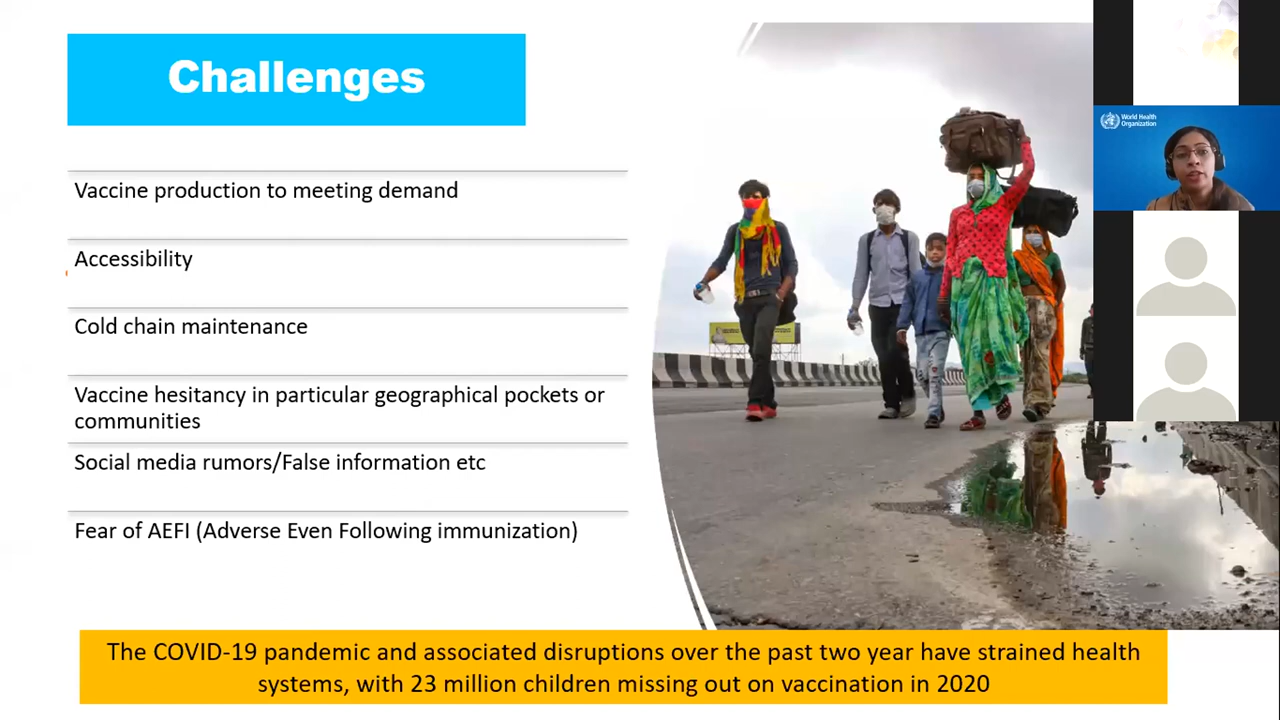 Challenges
Vaccine production to meeting demand
Accessibility
Cold chain maintenance
Vaccine hesitancy in particular geographical pockets or
communities
Social media rumors/False information etc
Fear of AEFI (Adverse Even Following immunization)
The COVID-19 pandemic and associated disruptions over the past two year have strained health
systems, with 23 million children missing out on vaccination in 2020
World Health
Organization